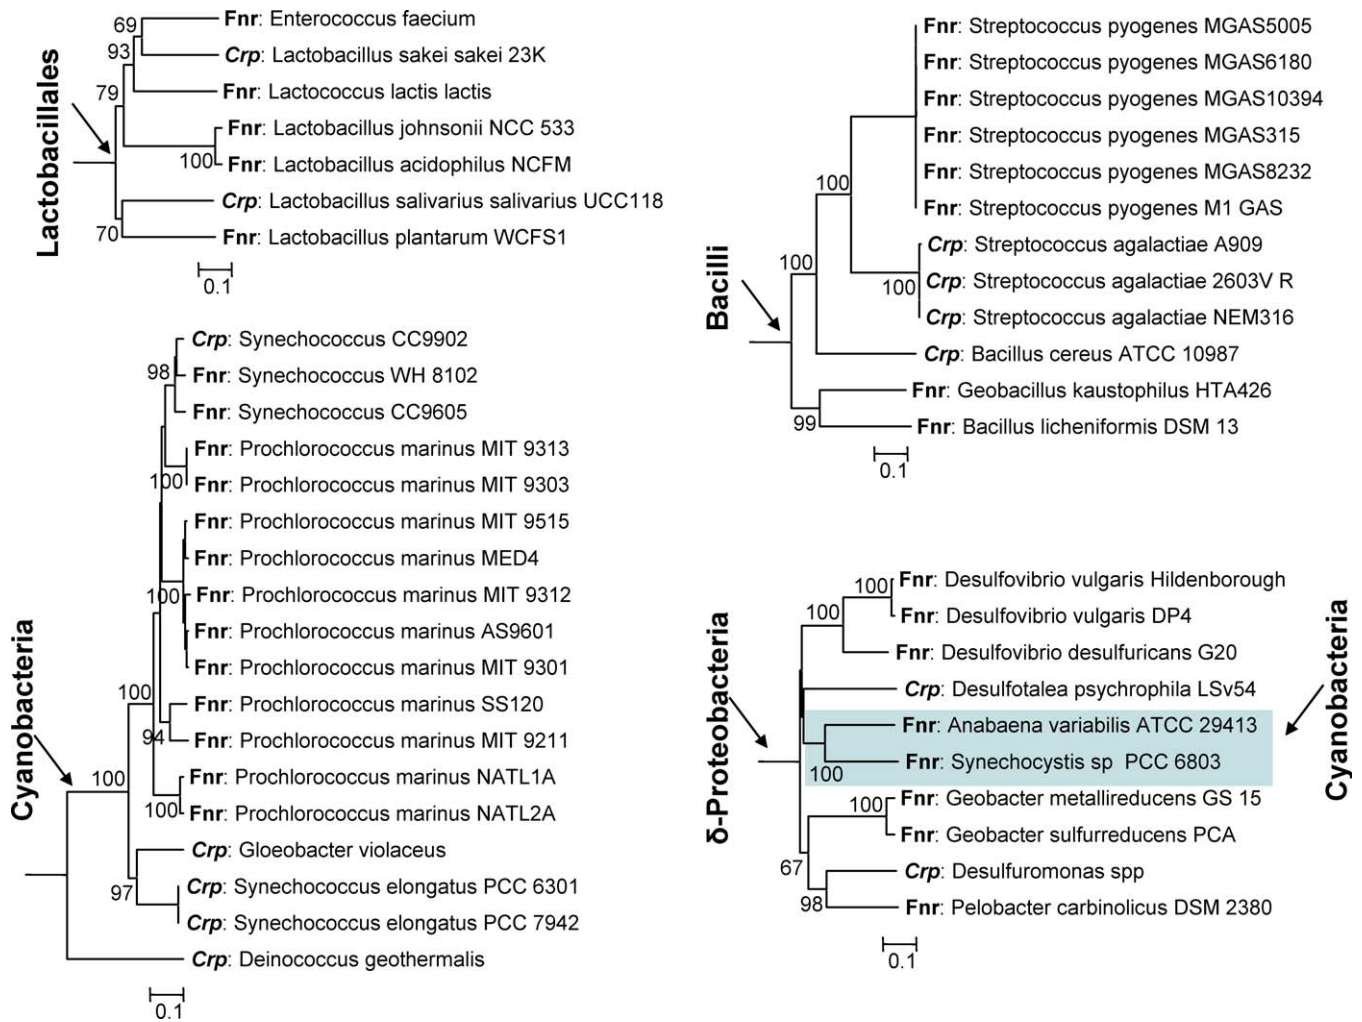 Lactobacillales
69
93
79
100
70
Fnr: Enterococcus faecium
Crp: Lactobacillus sakei sakei 23K
Fnr: Lactococcus lactis lactis
Fnr: Lactobacillus johnsonii NCC 533
Fnr: Lactobacillus acidophilus NCFM
Crp: Lactobacillus salivarius salivarius UCC118
Fnr: Lactobacillus plantarum WCFS1
0.1
Bacilli
100
100
100
99
Fnr: Streptococcus pyogenes MGAS5005
Fnr: Streptococcus pyogenes MGAS6180
Fnr: Streptococcus pyogenes MGAS10394
Fnr: Streptococcus pyogenes MGAS315
Fnr: Streptococcus pyogenes MGAS8232
Fnr: Streptococcus pyogenes M1 GAS
Crp: Streptococcus agalactiae A909
Crp: Streptococcus agalactiae 2603V R
Crp: Streptococcus agalactiae NEM316
Crp: Bacillus cereus ATCC 10987
Fnr: Geobacillus kaustophilus HTA426
Fnr: Bacillus licheniformis DSM 13
0.1
Cyanobacteria
98
100
100
100
94
100
100
97
Crp: Synechococcus CC9902
Fnr: Synechococcus WH 8102
Fnr: Synechococcus CC9605
Fnr: Prochlorococcus marinus MIT 9313
Fnr: Prochlorococcus marinus MIT 9303
Fnr: Prochlorococcus marinus MIT 9515
Fnr: Prochlorococcus marinus MED4
Fnr: Prochlorococcus marinus MIT 9312
Fnr: Prochlorococcus marinus AS9601
Fnr: Prochlorococcus marinus MIT 9301
Fnr: Prochlorococcus marinus SS120
Fnr: Prochlorococcus marinus MIT 9211
Fnr: Prochlorococcus marinus NATL1A
Fnr: Prochlorococcus marinus NATL2A
Crp: Gloeobacter violaceus
Crp: Synechococcus elongatus PCC 6301
Crp: Synechococcus elongatus PCC 7942
Crp: Deinococcus geothermalis
0.1
δ-Proteobacteria
100
100
100
100
67
98
Fnr: Desulfovibrio vulgaris Hildenborough
Fnr: Desulfovibrio vulgaris DP4
Fnr: Desulfovibrio desulfuricans G20
Crp: Desulfotalea psychrophila LSv54
Fnr: Anabaena variabilis ATCC 29413
Fnr: Synechocystis sp PCC 6803
Fnr: Geobacter metallireducens GS 15
Fnr: Geobacter sulfurreducens PCA
Crp: Desulfuromonas spp
Fnr: Pelobacter carbinolicus DSM 2380
0.1
Cyanobacteria